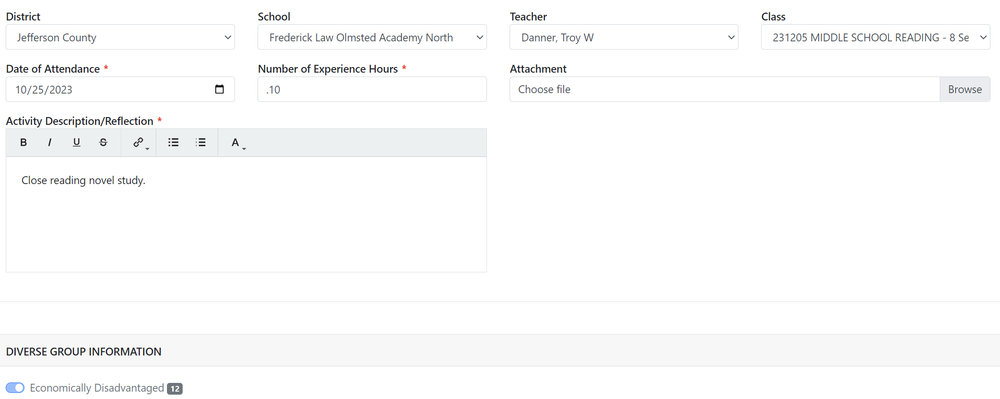 District School Teacher Class
Jefferson County Frederick Law Olmsted Academy North Danner, Troy W 231205 MIDDLE SCHOOL READING - 8 Se
Date of Attendance * Number of Experience Hours * Attachment
10/25/2023 .10 Choose file Browse
Activity Description/Reflection *
B I U S A
Close reading novel study.
DIVERSE GROUP INFORMATION
Economically Disadvantaged 12